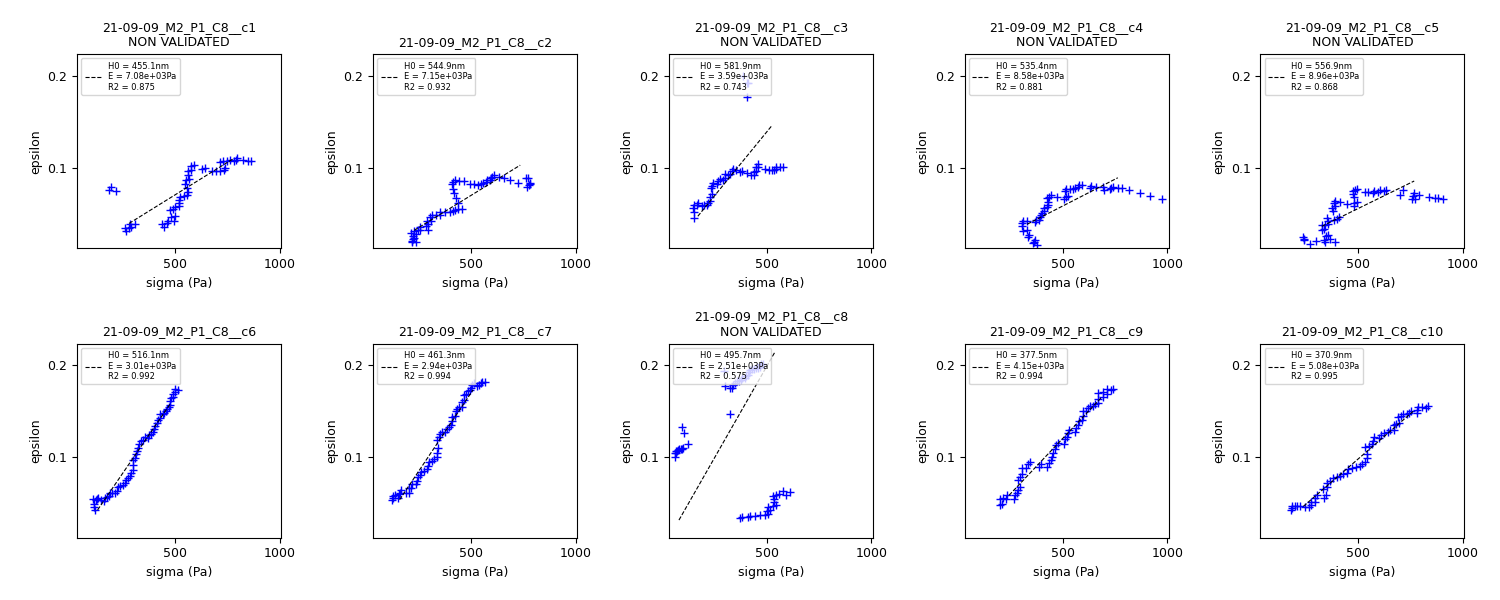 21-09-09_M2_P1_C8__c1
NON VALIDATED
H0 = 455.1nm
E = 7.08e+03Pa
R2 = 0.875
0.2
0.1
epsilon
500
1000
sigma (Pa)
21-09-09_M2_P1_C8__c2
H0 = 544.9nm
E = 7.15e+03Pa
R2 = 0.932
0.2
0.1
epsilon
500
1000
sigma (Pa)
21-09-09_M2_P1_C8__c3
NON VALIDATED
H0 = 581.9nm
E = 3.59e+03Pa
R2 = 0.743
0.2
0.1
epsilon
500
1000
sigma (Pa)
21-09-09_M2_P1_C8__c4
NON VALIDATED
H0 = 535.4nm
E = 8.58e+03Pa
R2 = 0.881
0.2
0.1
epsilon
500
1000
sigma (Pa)
21-09-09_M2_P1_C8__c5
NON VALIDATED
H0 = 556.9nm
E = 8.96e+03Pa
R2 = 0.868
0.2
0.1
epsilon
500
1000
sigma (Pa)
21-09-09_M2_P1_C8__c6
H0 = 516.1nm
E = 3.01e+03Pa
R2 = 0.992
0.2
0.1
epsilon
500
1000
sigma (Pa)
21-09-09_M2_P1_C8__c7
H0 = 461.3nm
E = 2.94e+03Pa
R2 = 0.994
0.2
0.1
epsilon
500
1000
sigma (Pa)
21-09-09_M2_P1_C8__c8
NON VALIDATED
H0 = 495.7nm
E = 2.51e+03Pa
R2 = 0.575
0.2
0.1
epsilon
500
1000
sigma (Pa)
21-09-09_M2_P1_C8__c9
H0 = 377.5nm
E = 4.15e+03Pa
R2 = 0.994
0.2
0.1
epsilon
500
1000
sigma (Pa)
21-09-09_M2_P1_C8__c10
H0 = 370.9nm
E = 5.08e+03Pa
R2 = 0.995
0.2
0.1
epsilon
500
1000
sigma (Pa)